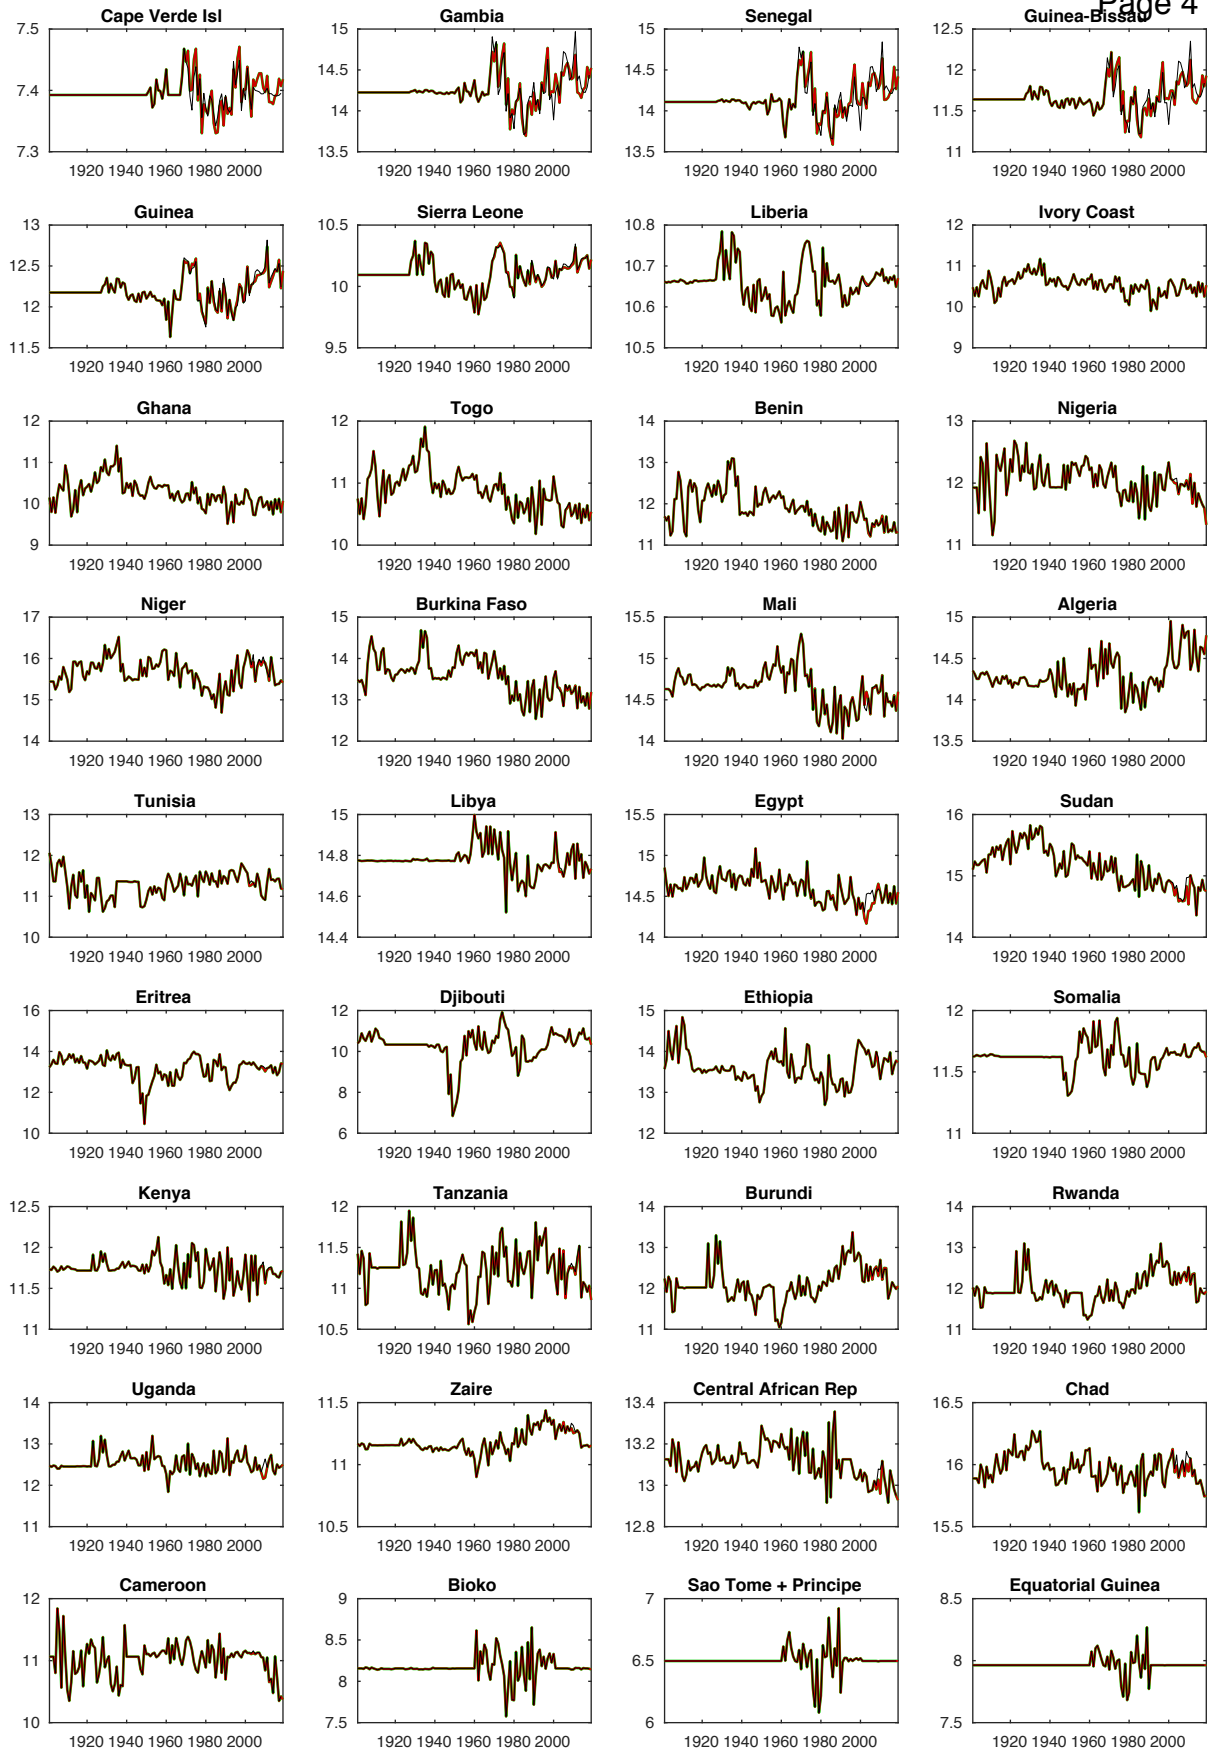 Page 4
Cape Verde Isl Gambia Senegal Guinea-Bissau
7.5 15 15 12.5
7.4 14.5 14.5 12
14 14 11.5
7.3 13.5 13.5 11
1920 1940 1960 1980 2000 1920 1940 1960 1980 2000 1920 1940 1960 1980 2000 1920 1940 1960 1980 2000
Guinea Sierra Leone Liberia Ivory Coast
13 10.5 10.8 12
12.5 10.7 11
12 10 10.6 10
11.5 9.5 10.5 9
1920 1940 1960 1980 2000 1920 1940 1960 1980 2000 1920 1940 1960 1980 2000 1920 1940 1960 1980 2000
Ghana Togo Benin Nigeria
12 12 14 13
11 11 13 12
10 12
9 10 11 11
1920 1940 1960 1980 2000 1920 1940 1960 1980 2000 1920 1940 1960 1980 2000 1920 1940 1960 1980 2000
Niger Burkina Faso Mali Algeria
17 15 15.5 15
16 14 15 14.5
15 13 14.5 14
14 12 14 13.5
1920 1940 1960 1980 2000 1920 1940 1960 1980 2000 1920 1940 1960 1980 2000 1920 1940 1960 1980 2000
Tunisia Libya Egypt Sudan
13 15 15.5 16
12 14.8 15 15
11 14.6 14.5
10 14.4 14 14
1920 1940 1960 1980 2000 1920 1940 1960 1980 2000 1920 1940 1960 1980 2000 1920 1940 1960 1980 2000
Eritrea Djibouti Ethiopia Somalia
16 12 15 12
14 10 14 11.5
12 8 13
10 6 12 11
1920 1940 1960 1980 2000 1920 1940 1960 1980 2000 1920 1940 1960 1980 2000 1920 1940 1960 1980 2000
Kenya Tanzania Burundi Rwanda
12.5 12 14 14
12 11.5 13 13
11.5 11 12 12
11 10.5 11 11
1920 1940 1960 1980 2000 1920 1940 1960 1980 2000 1920 1940 1960 1980 2000 1920 1940 1960 1980 2000
Uganda Zaire Central African Rep Chad
14 11.5 13.4 16.5
13 11 13.2 16
12 13
11 10.5 12.8 15.5
1920 1940 1960 1980 2000 1920 1940 1960 1980 2000 1920 1940 1960 1980 2000 1920 1940 1960 1980 2000
Cameroon Bioko Sao Tome + Principe Equatorial Guinea
12 9 7 8.5
11 8.5 6.5 8
8
10 7.5 6 7.5
1920 1940 1960 1980 2000 1920 1940 1960 1980 2000 1920 1940 1960 1980 2000 1920 1940 1960 1980 2000